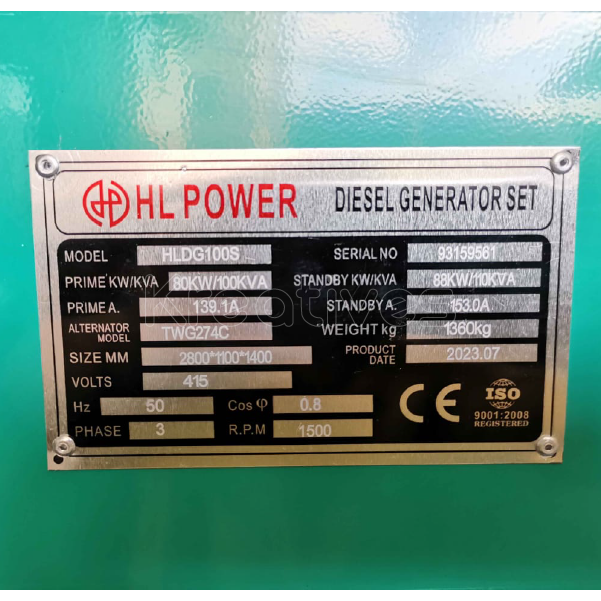 HL POWER DIESEL GENERATOR SET
MODEL HLDG100S SERIAL NO 93159561
PRIME KW/KVA 80KW/100KVA STANDBY KW/KVA 88KW/110KVA
PRIME A. 139.1A STANDBY A. 153.0A
ALTERNATOR MODEL TWG274C WEIGHT kg 1360kg
SIZE MM 2800*1100*1400 PRODUCT DATE 2023.07
VOLTS 415
Hz 50 Cos φ 0.8
PHASE 3 R.P.M 1500
CE ISO
9001:2008
REGISTERED
Kreatives